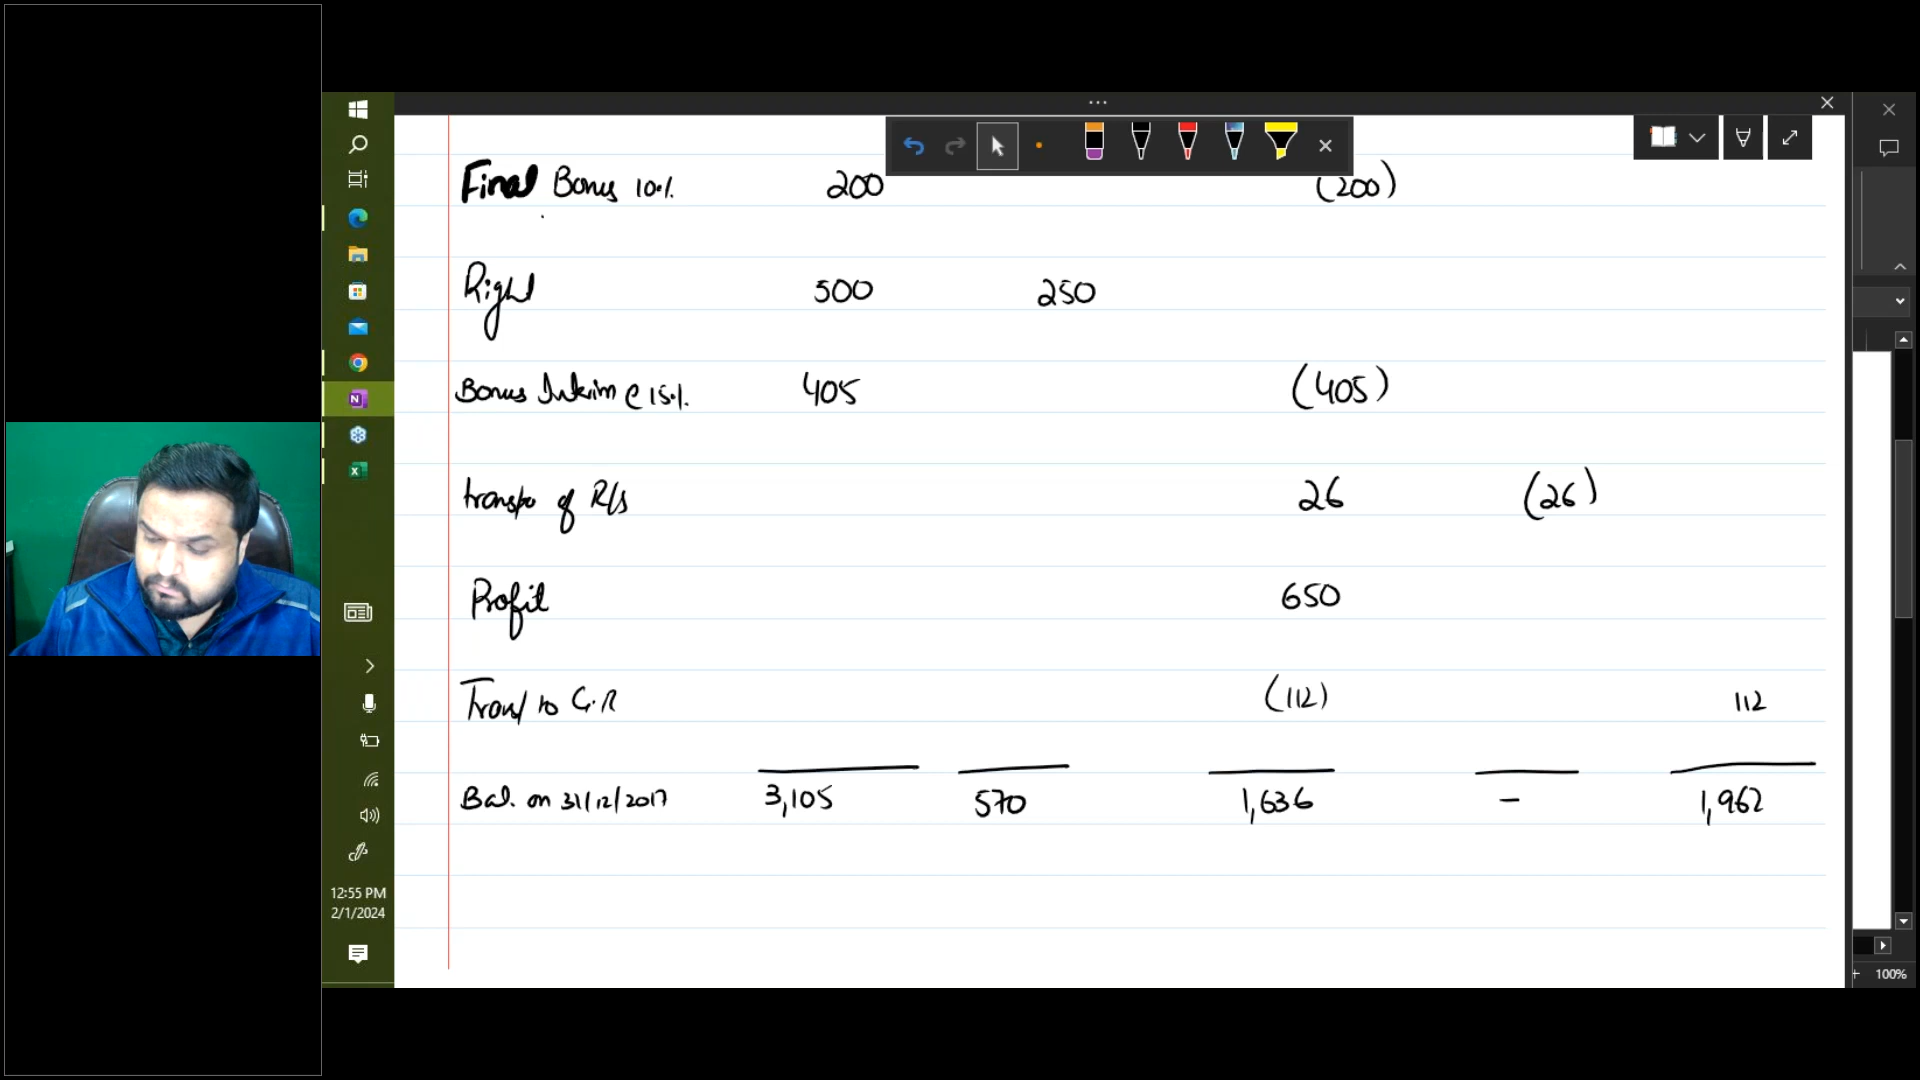 Final Bonus 10% 200 (200)
Right 500 250
Bonus Interim @ 15% 405 (405)
transfe of R/s 26 (26)
Profit 650
Transf to G.R (112) 112
Bal. on 31/12/2017 3,105 570 1,636 – 1,962
12:55 PM
2/1/2024
100%